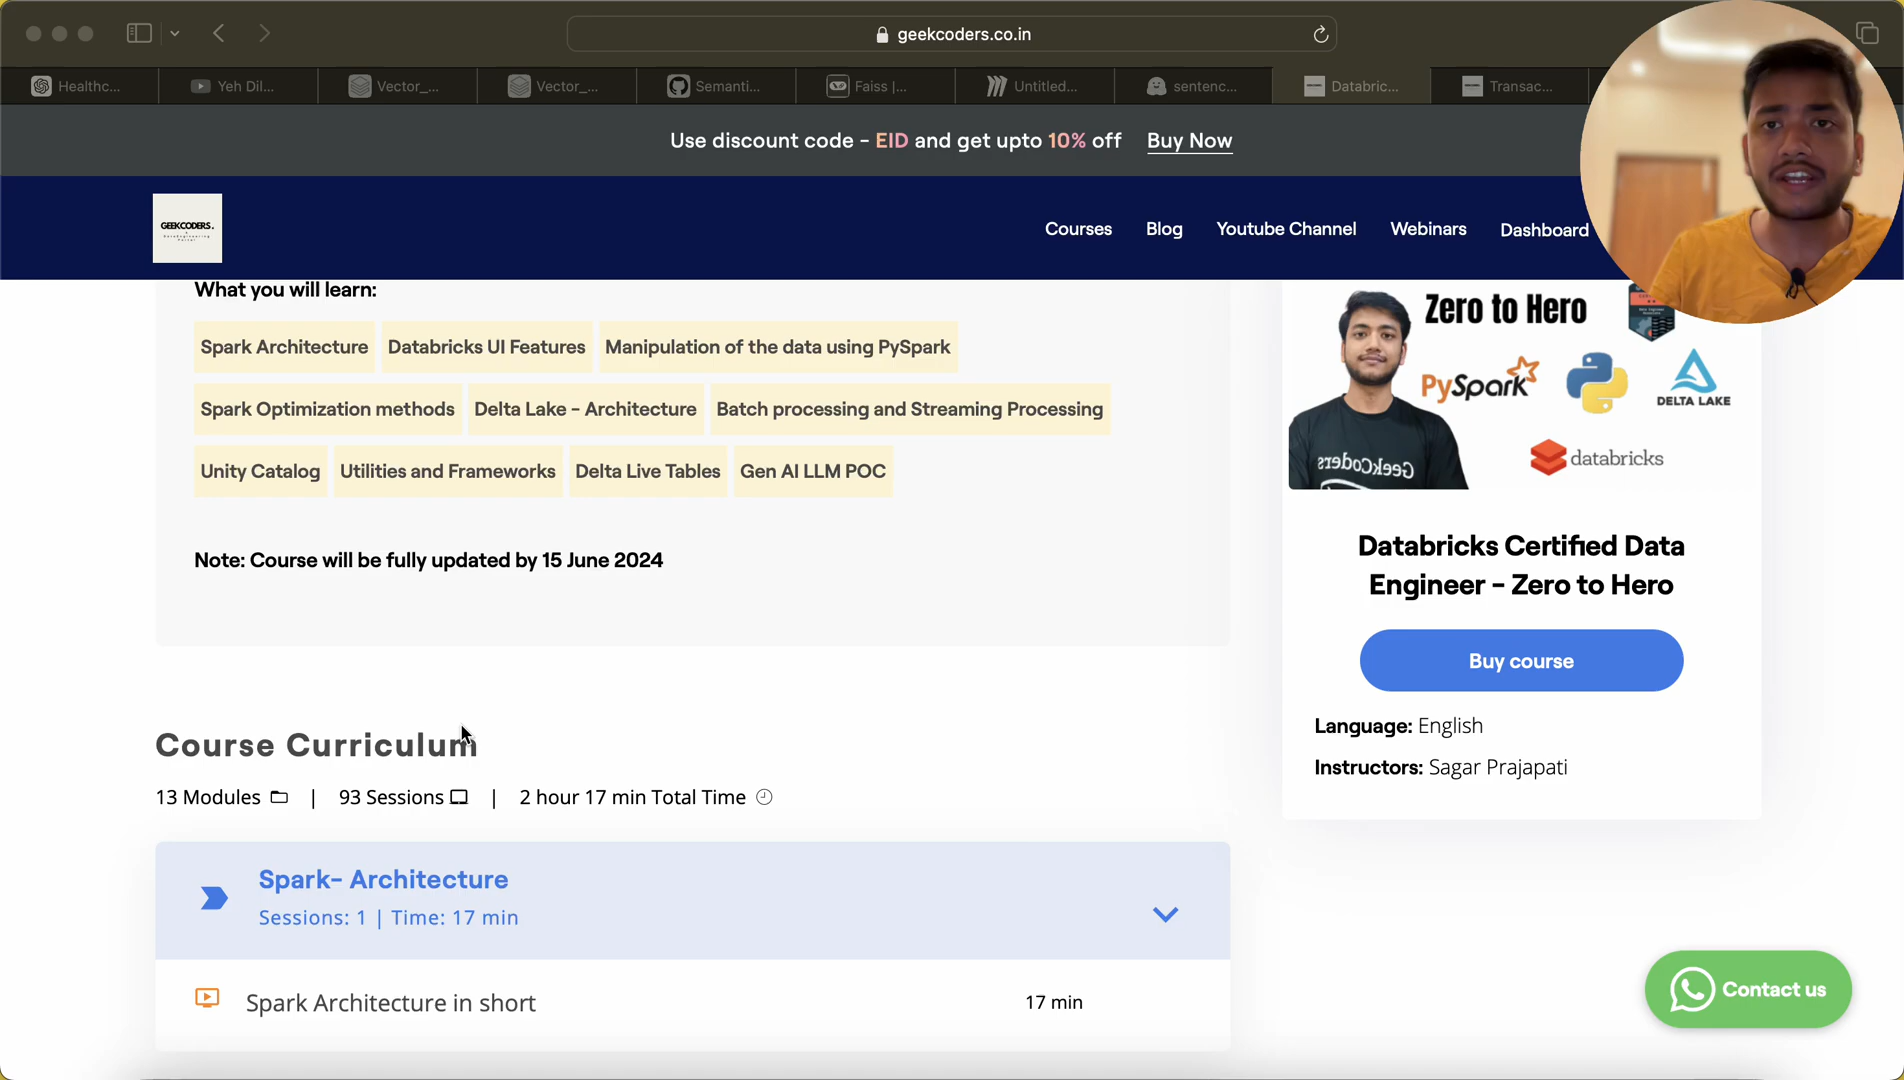 geekcoders.co.in
Healthc...
Yeh Dil...
Vector_...
Vector_...
Semanti...
Faiss |...
Untitled...
sentenc...
Databric...
Transac...
Use discount code - EID and get upto 10% off Buy Now
GEEKCODERS.
Courses Blog Youtube Channel Webinars Dashboard
What you will learn:
Spark Architecture Databricks UI Features Manipulation of the data using PySpark
Spark Optimization methods Delta Lake - Architecture Batch processing and Streaming Processing
Unity Catalog Utilities and Frameworks Delta Live Tables Gen AI LLM POC
Note: Course will be fully updated by 15 June 2024
Zero to Hero
PySpark
DELTA LAKE
databricks
GeekCoders
Databricks Certified Data
Engineer - Zero to Hero
Buy course
Language: English
Instructors: Sagar Prajapati
Course Curriculum
13 Modules | 93 Sessions | 2 hour 17 min Total Time
Spark- Architecture
Sessions: 1 | Time: 17 min
Spark Architecture in short 17 min
Contact us